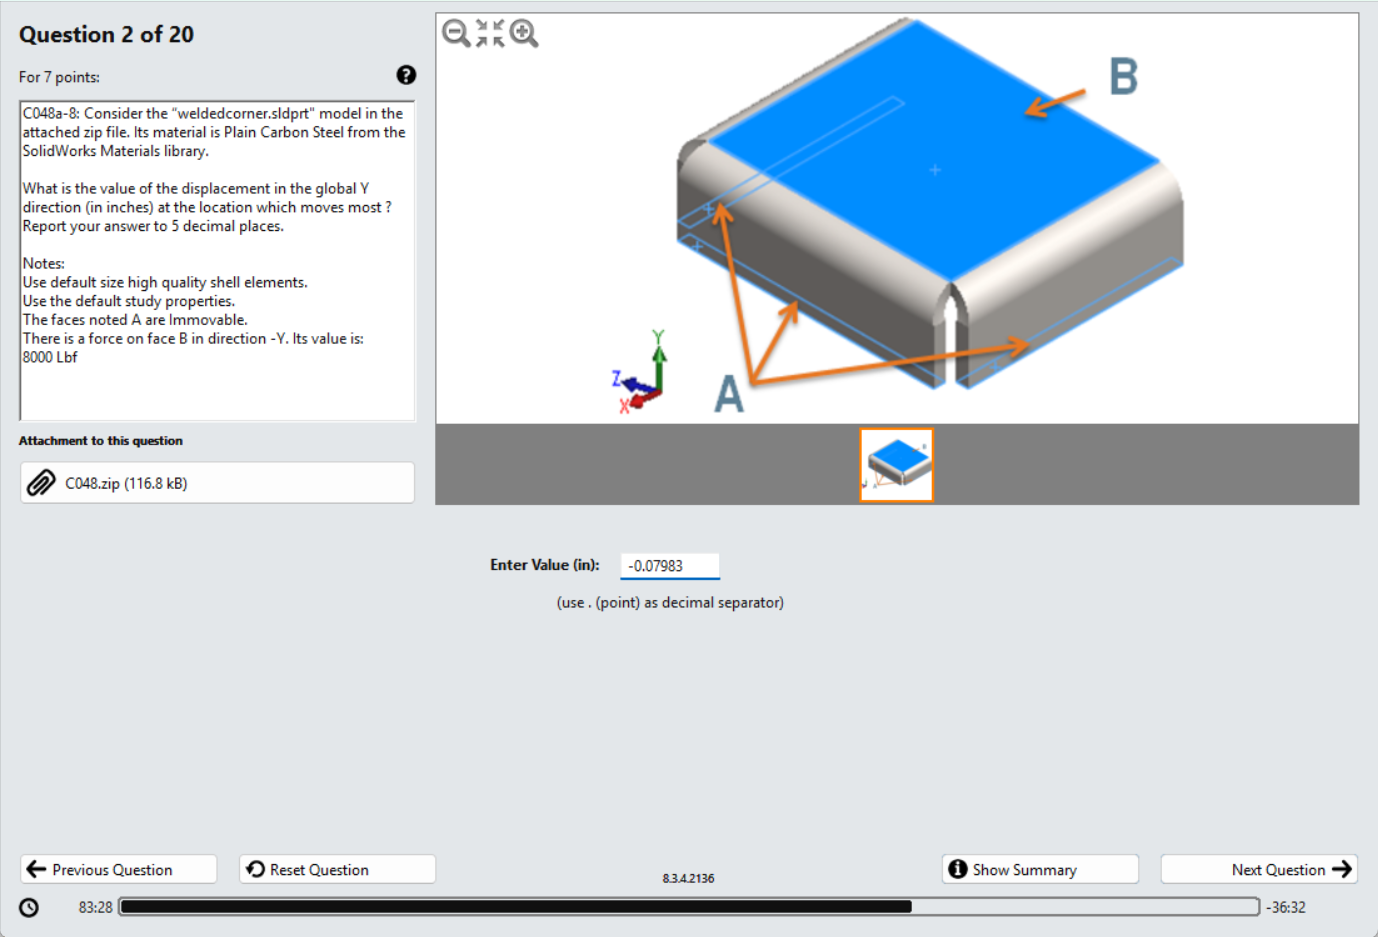 Question 2 of 20
For 7 points:
?
C048a-8: Consider the "weldedcorner.sldprt" model in the
attached zip file. Its material is Plain Carbon Steel from the
SolidWorks Materials library.
What is the value of the displacement in the global Y
direction (in inches) at the location which moves most ?
Report your answer to 5 decimal places.
Notes:
Use default size high quality shell elements.
Use the default study properties.
The faces noted A are Immovable.
There is a force on face B in direction -Y. Its value is:
8000 Lbf
Attachment to this question
C048.zip (116.8 kB)
B
A
Y
Z
X
Enter Value (in): -0.07983
(use . (point) as decimal separator)
Previous Question
Reset Question
8.3.4.2136
Show Summary
Next Question
83:28
-36:32